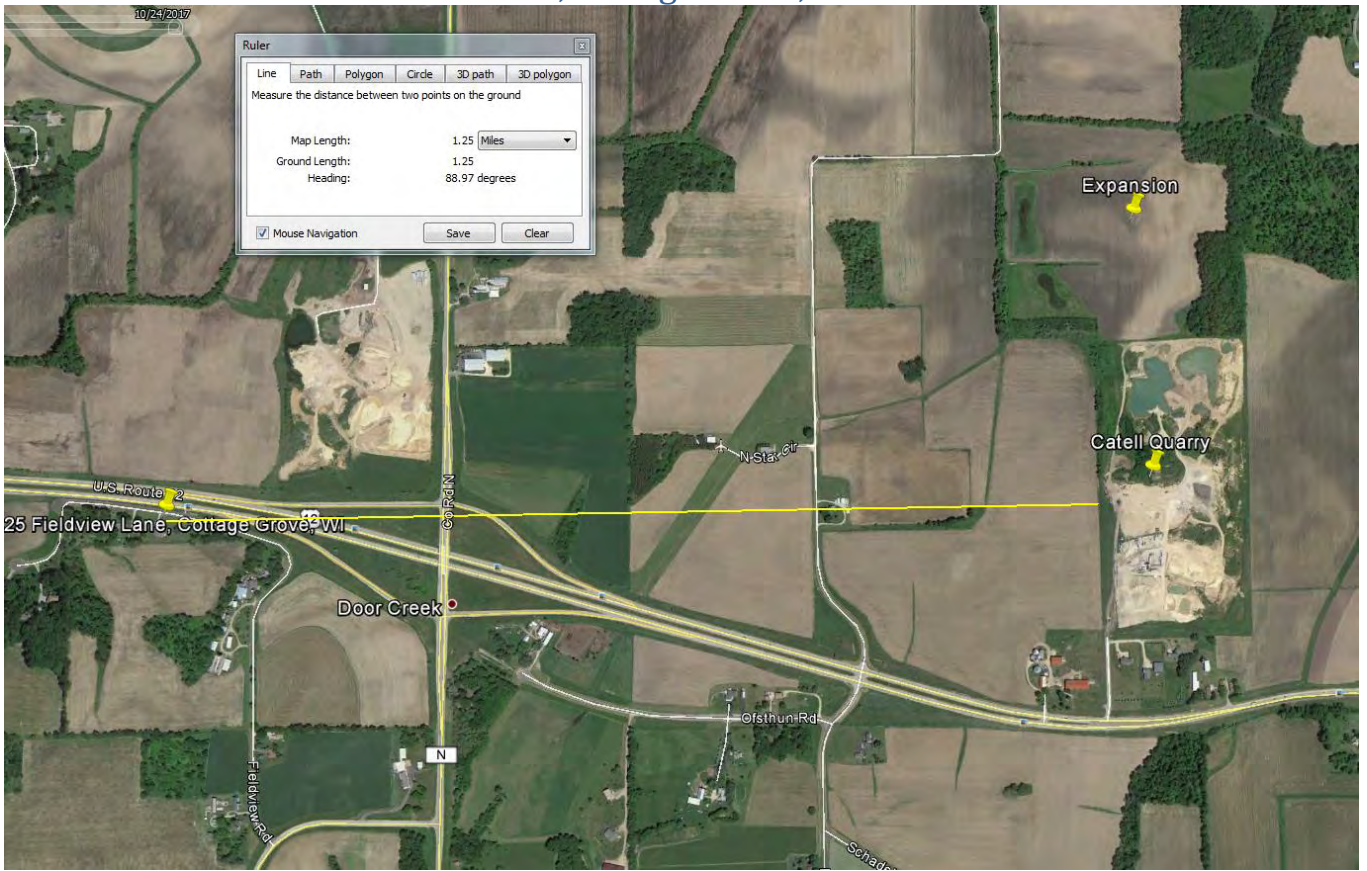 10/24/2017
Ruler
Line Path Polygon Circle 3D path 3D polygon
Measure the distance between two points on the ground
Map Length: 1.25 Miles
Ground Length: 1.25
Heading: 88.97 degrees
Mouse Navigation Save Clear
Expansion
Catell Quarry
N Sta Cir
Co Rd N
U.S. Route 2
12
25 Fieldview Lane, Cottage Grove, WI
Door Creek
Ofsthun Rd
N
Fieldview Rd